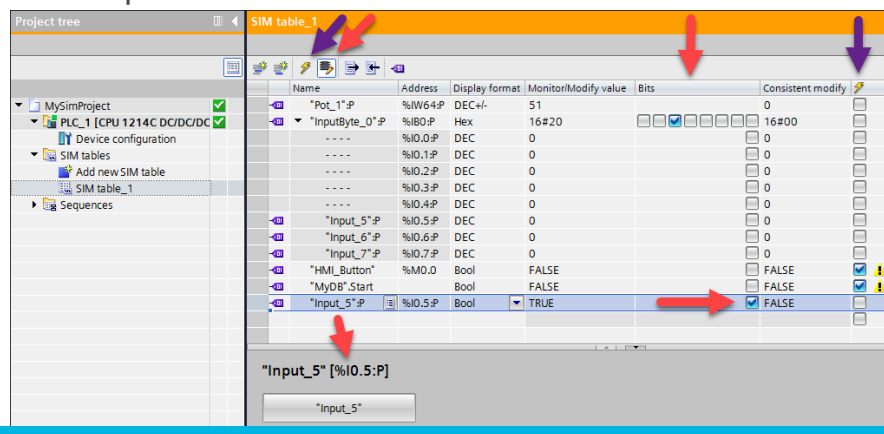 Project tree
SIM table_1
Name Address Display format Monitor/Modify value Bits Consistent modify
MySimProject
PLC_1 [CPU 1214C DC/DC/DC
Device configuration
SIM tables
Add new SIM table
SIM table_1
Sequences
"Pot_1":P %IW64:P DEC+/- 51 0
"InputByte_0":P %IB0:P Hex 16#20 16#00
---- %I0.0:P DEC 0 0
---- %I0.1:P DEC 0 0
---- %I0.2:P DEC 0 0
---- %I0.3:P DEC 0 0
---- %I0.4:P DEC 0 0
"Input_5":P %I0.5:P DEC 0 0
"Input_6":P %I0.6:P DEC 0 0
"Input_7":P %I0.7:P DEC 0 0
"HMI_Button" %M0.0 Bool FALSE FALSE
"MyDB".Start Bool FALSE FALSE
"Input_5":P %I0.5:P Bool TRUE FALSE
"Input_5" [%I0.5:P]
"Input_5"